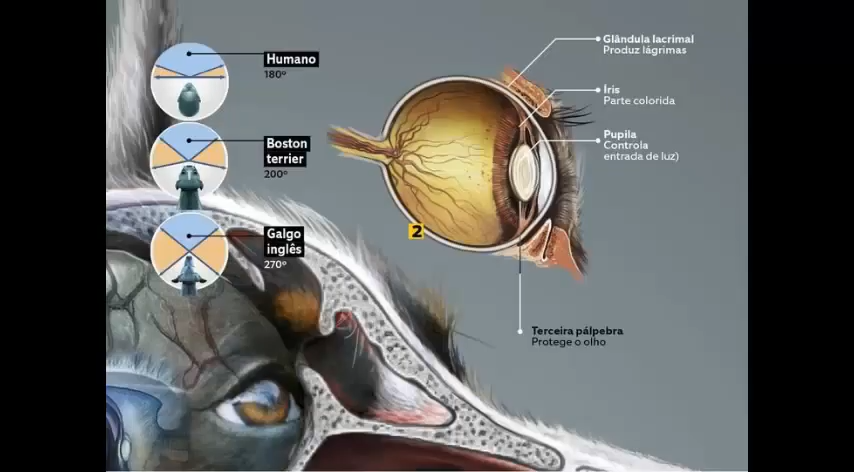 Humano
180º
Boston
terrier
200º
Galgo
inglês
270º
Glândula lacrimal
Produz lágrimas
Íris
Parte colorida
Pupila
Controla
entrada de luz)
2
Terceira pálpebra
Protege o olho